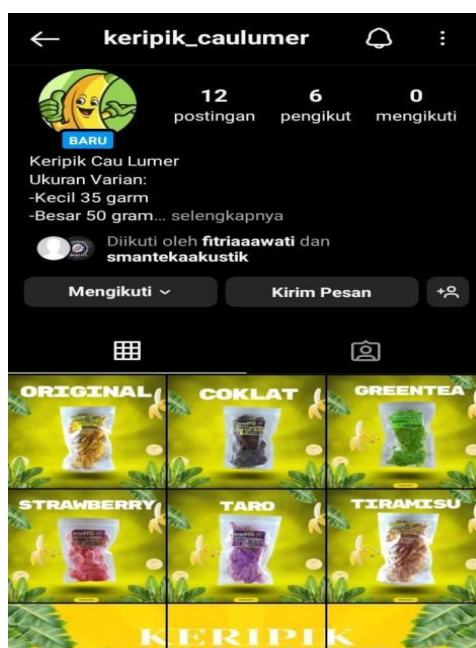 keripik_caulumer
12
postingan
6
pengikut
0
mengikuti
BARU
Keripik Cau Lumer
Ukuran Varian:
-Kecil 35 garm
-Besar 50 gram... selengkapnya
Diikuti oleh fitriaaawati dan
smantekaakustik
Mengikuti
Kirim Pesan
ORIGINAL
COKLAT
GREENTEA
STRAWBERRY
TARO
TIRAMISU
KERIPIK